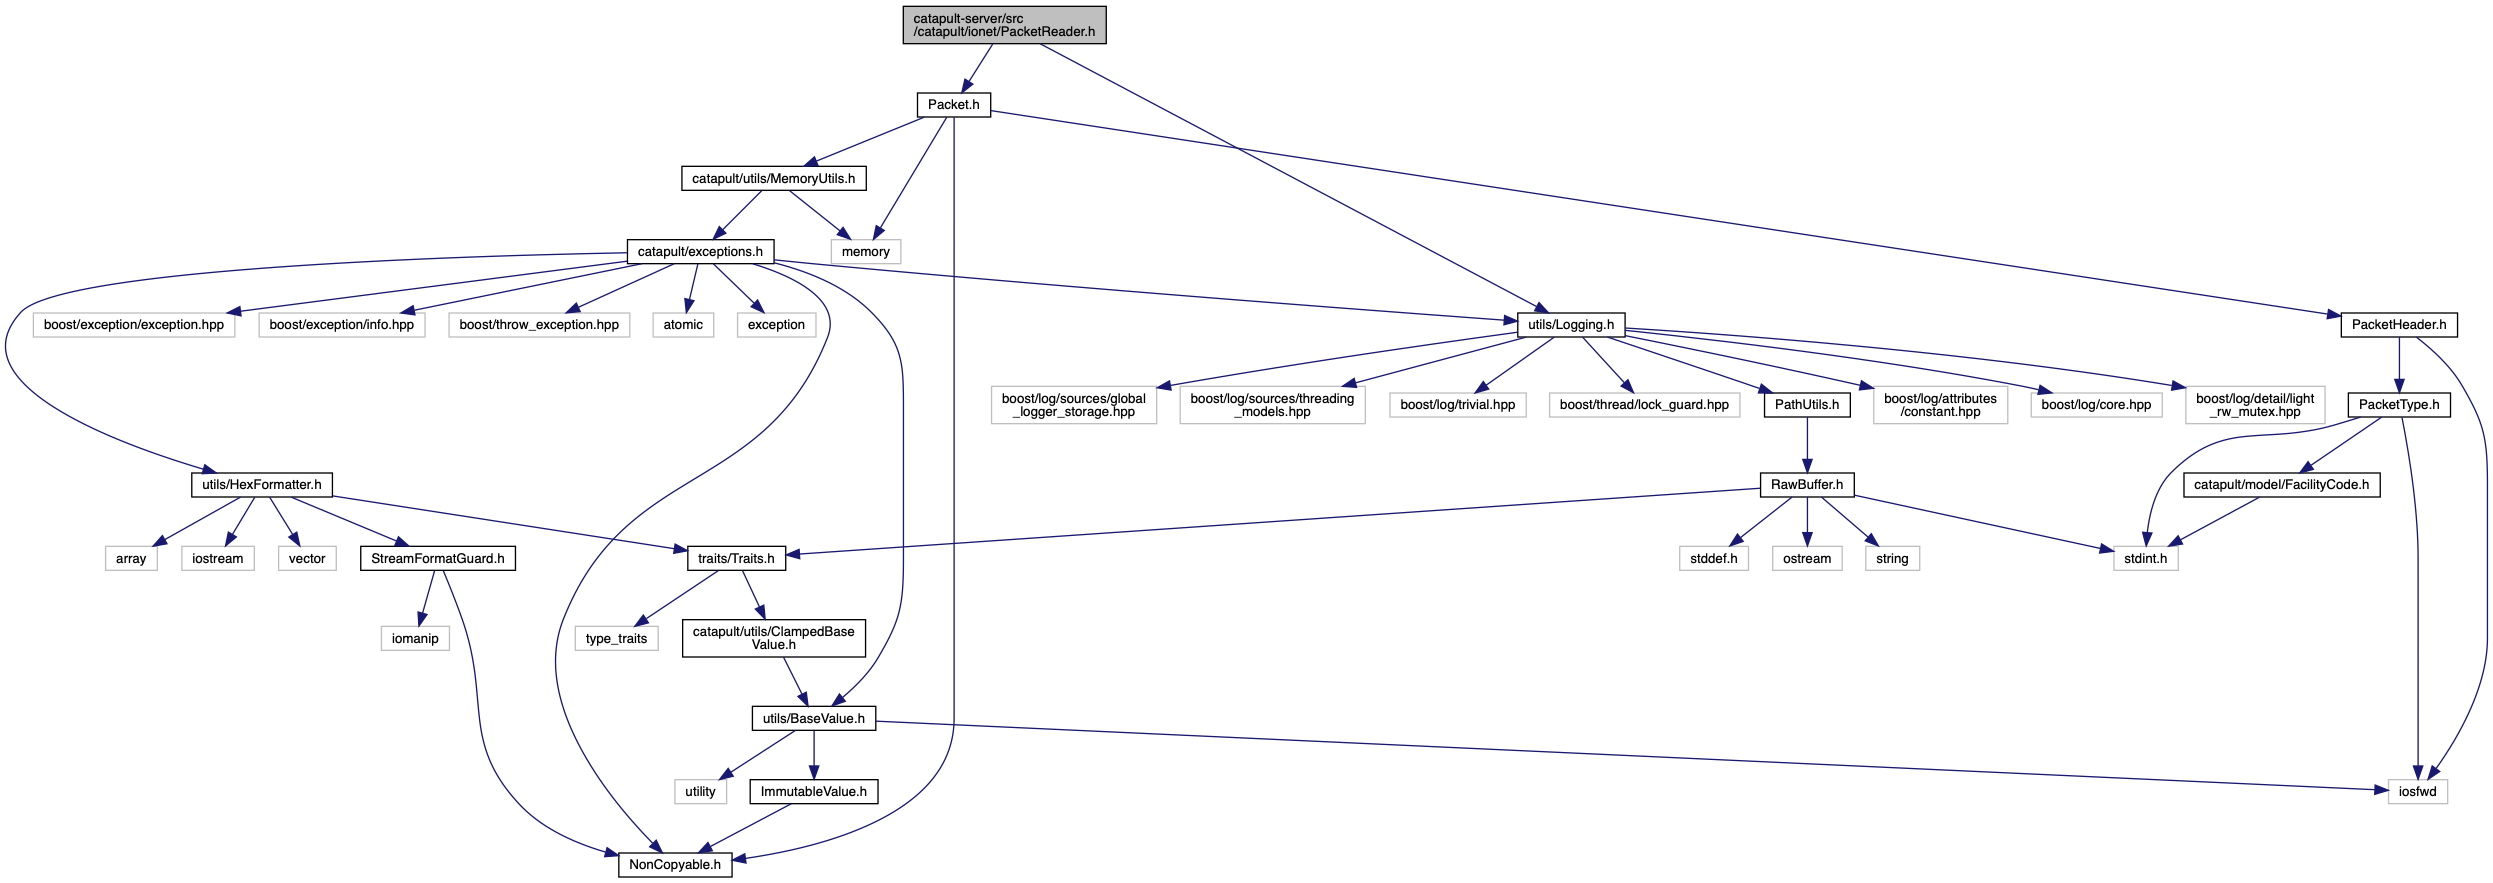 catapult-server/src
/catapult/ionet/PacketReader.h
Packet.h
catapult/utils/MemoryUtils.h
catapult/exceptions.h
memory
boost/exception/exception.hpp
boost/exception/info.hpp
boost/throw_exception.hpp
atomic
exception
utils/Logging.h
PacketHeader.h
boost/log/sources/global
_logger_storage.hpp
boost/log/sources/threading
_models.hpp
boost/log/trivial.hpp
boost/thread/lock_guard.hpp
PathUtils.h
boost/log/attributes
/constant.hpp
boost/log/core.hpp
boost/log/detail/light
_rw_mutex.hpp
PacketType.h
utils/HexFormatter.h
RawBuffer.h
catapult/model/FacilityCode.h
array
iostream
vector
StreamFormatGuard.h
traits/Traits.h
stddef.h
ostream
string
stdint.h
iomanip
type_traits
catapult/utils/ClampedBase
Value.h
utils/BaseValue.h
utility
ImmutableValue.h
iosfwd
NonCopyable.h